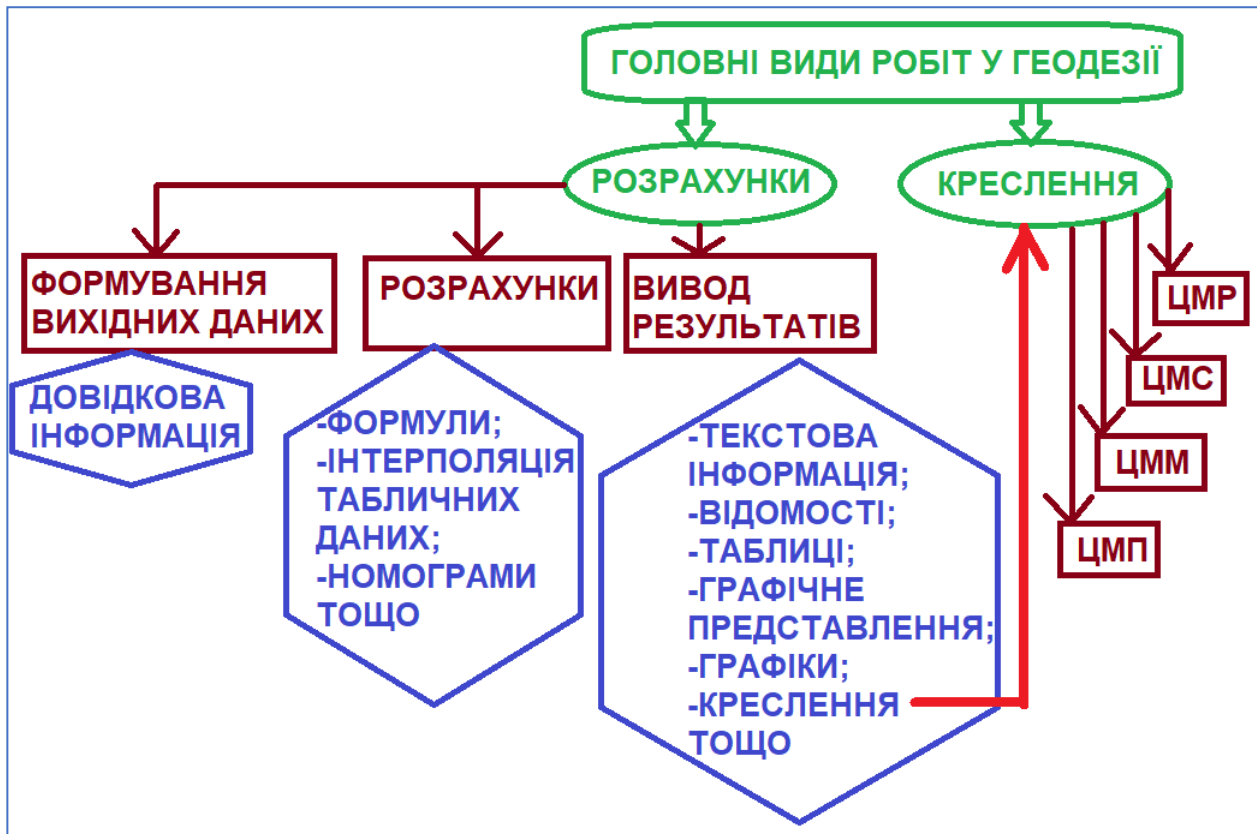 ГОЛОВНІ ВИДИ РОБІТ У ГЕОДЕЗІЇ
РОЗРАХУНКИ
КРЕСЛЕННЯ
ФОРМУВАННЯ
ВИХІДНИХ ДАНИХ
РОЗРАХУНКИ
ВИВОД
РЕЗУЛЬТАТІВ
ЦМР
ЦМС
ЦММ
ЦМП
ДОВІДКОВА
ІНФОРМАЦІЯ
-ФОРМУЛИ;
-ІНТЕРПОЛЯЦІЯ
ТАБЛИЧНИХ
ДАНИХ;
-НОМОГРАМИ
ТОЩО
-ТЕКСТОВА
ІНФОРМАЦІЯ;
-ВІДОМОСТІ;
-ТАБЛИЦІ;
-ГРАФІЧНЕ
ПРЕДСТАВЛЕННЯ;
-ГРАФІКИ;
-КРЕСЛЕННЯ
ТОЩО